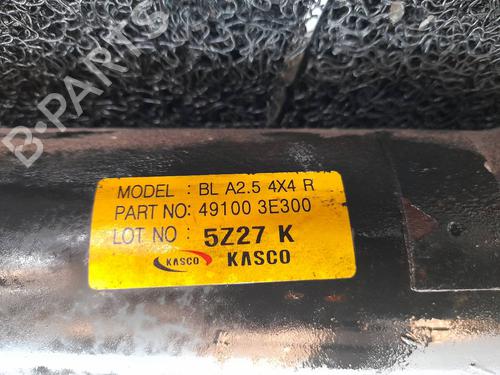 B-PARTS
MODEL : BL A2.5 4X4 R
PART NO: 49100 3E300
LOT NO : 5Z27 K
KASCO KASCO